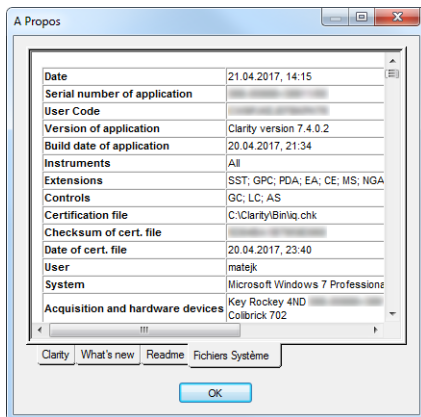 A Propos
Date 21.04.2017, 14:15
Serial number of application
User Code
Version of application Clarity version 7.4.0.2
Build date of application 20.04.2017, 21:34
Instruments All
Extensions SST; GPC; PDA; EA; CE; MS; NGA
Controls GC; LC; AS
Certification file C:\Clarity\Bin\iq.chk
Checksum of cert. file
Date of cert. file 20.04.2017, 23:40
User matejk
System Microsoft Windows 7 Professiona
Acquisition and hardware devices Key Rockey 4ND
Colibrick 702
Clarity What's new Readme Fichiers Système
OK